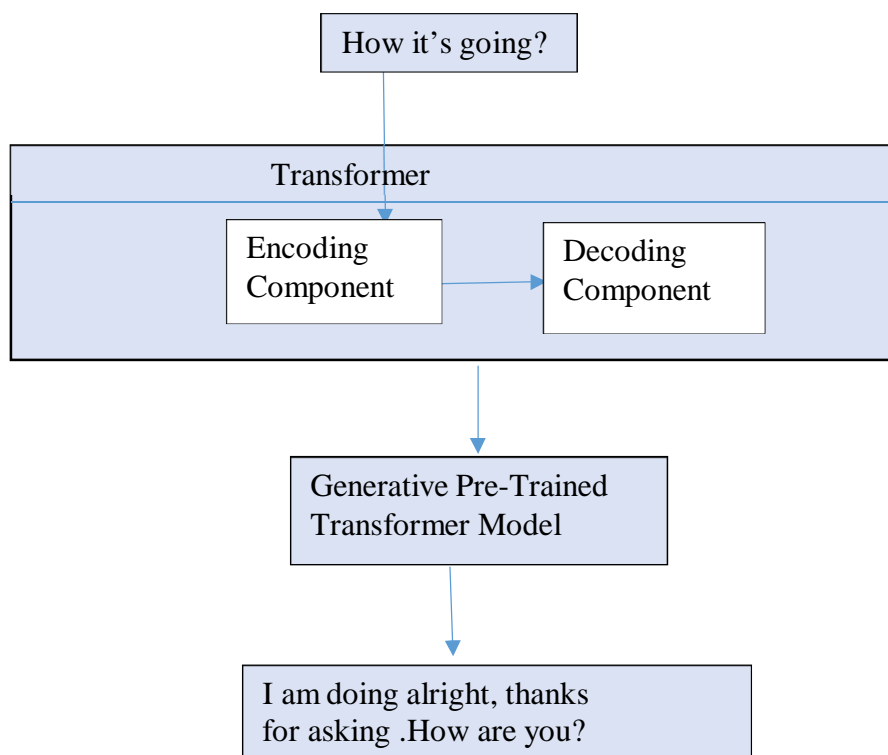 How it’s going?
Transformer
Encoding
Component
Decoding
Component
Generative Pre-Trained
Transformer Model
I am doing alright, thanks
for asking .How are you?